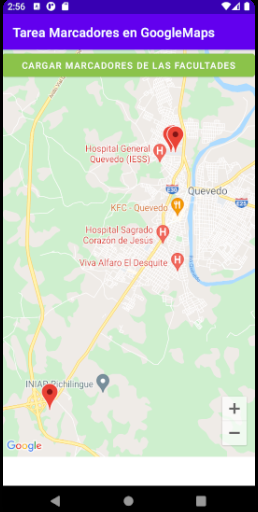 2:56
Tarea Marcadores en GoogleMaps
CARGAR MARCADORES DE LAS FACULTADES
Hospital General
Quevedo (IESS)
Quevedo
KFC - Quevedo
Hospital Sagrado
Corazón de Jesús
Viva Alfaro El Desquite
INIAP Pichilingue
Google